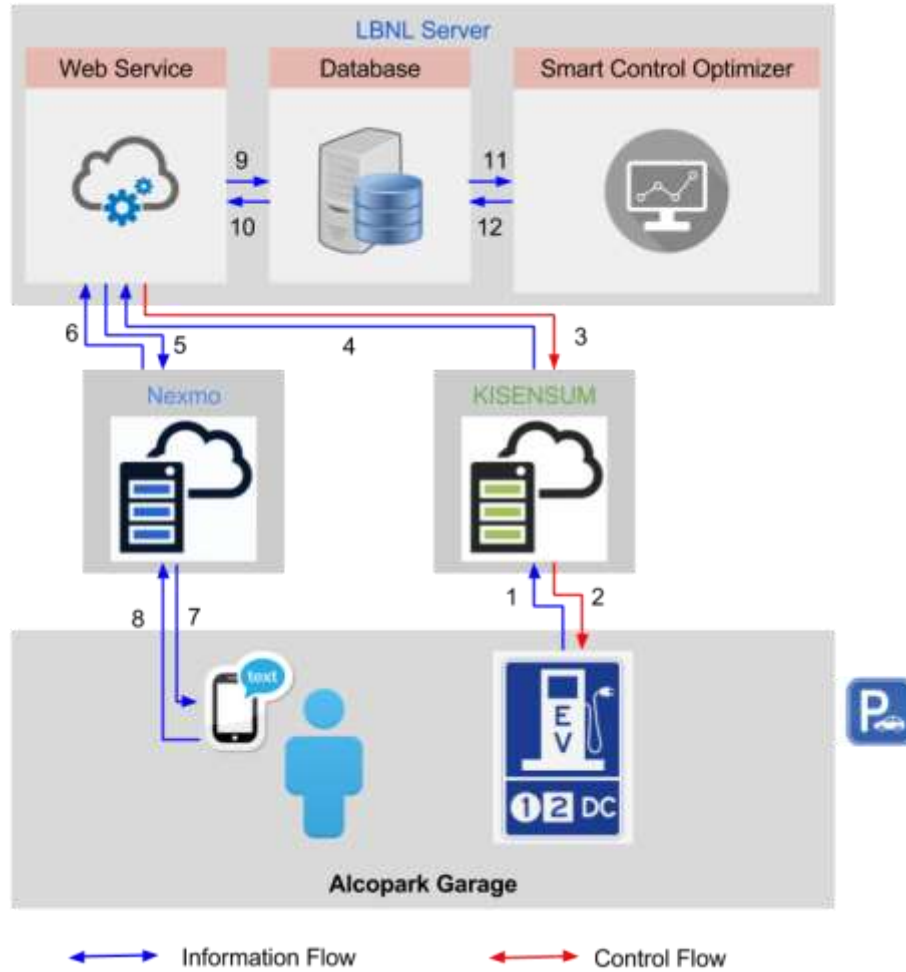 LBNL Server
Web Service
Database
Smart Control Optimizer
9
11
10
12
6
5
4
3
Nexmo
KISENSUM
8
7
1
2
text
EV
1 2 DC
P
Alcopark Garage
Information Flow
Control Flow